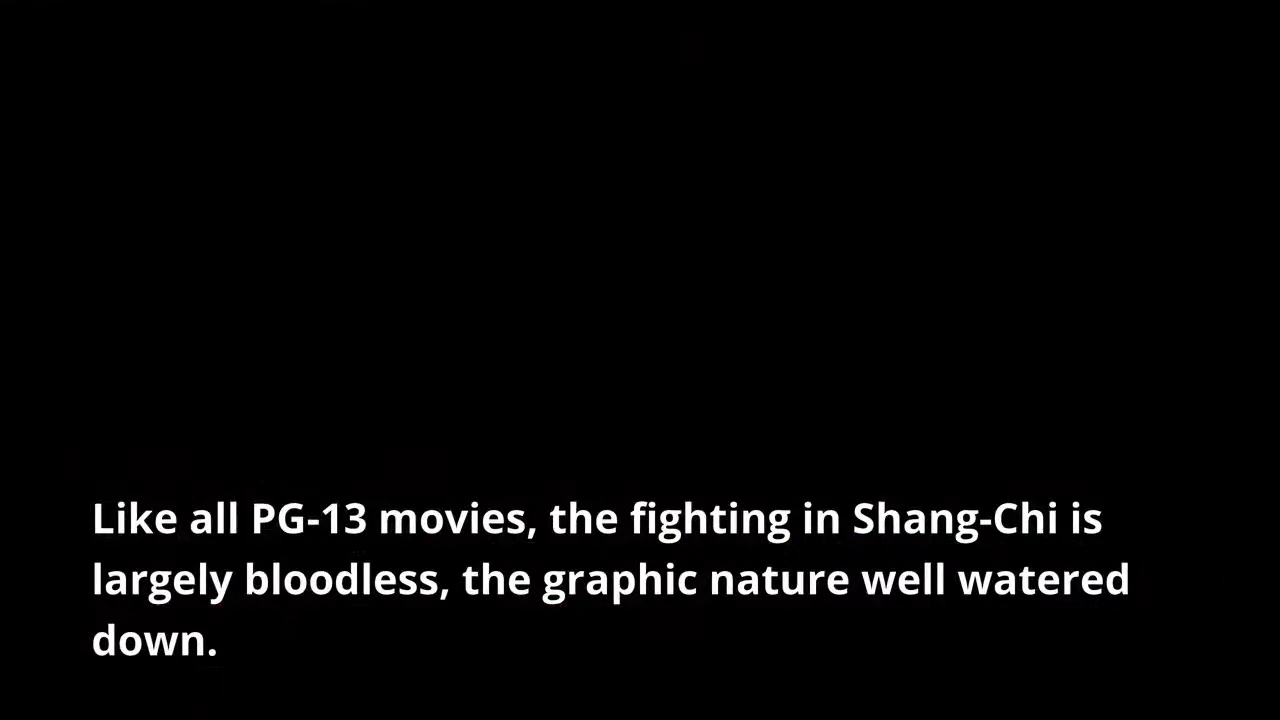 Like all PG-13 movies, the fighting in Shang-Chi is
largely bloodless, the graphic nature well watered
down.